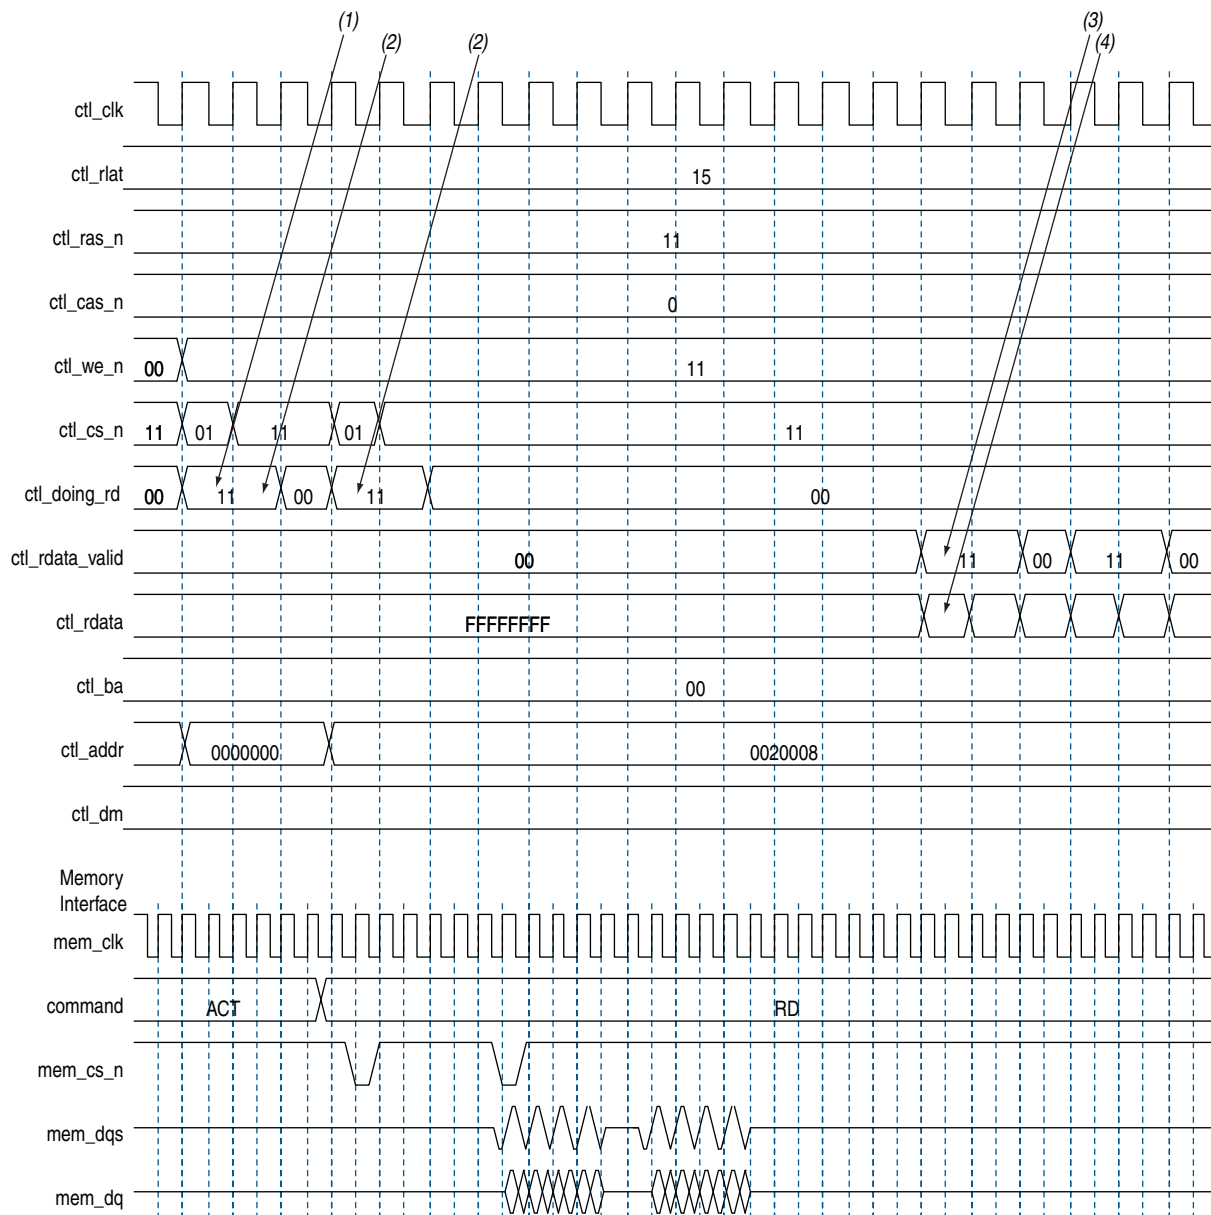 (1)
(2)
(2)
(3)
(4)
ctl_clk
ctl_rlat 15
ctl_ras_n 11
ctl_cas_n 0
ctl_we_n 00 11
ctl_cs_n 11 01 11 01 11
ctl_doing_rd 00 11 00 11 00
ctl_rdata_valid 00 11 00 11 00
ctl_rdata FFFFFFFF
ctl_ba 00
ctl_addr 0000000 0020008
ctl_dm
Memory
Interface
mem_clk
command ACT RD
mem_cs_n
mem_dqs
mem_dq